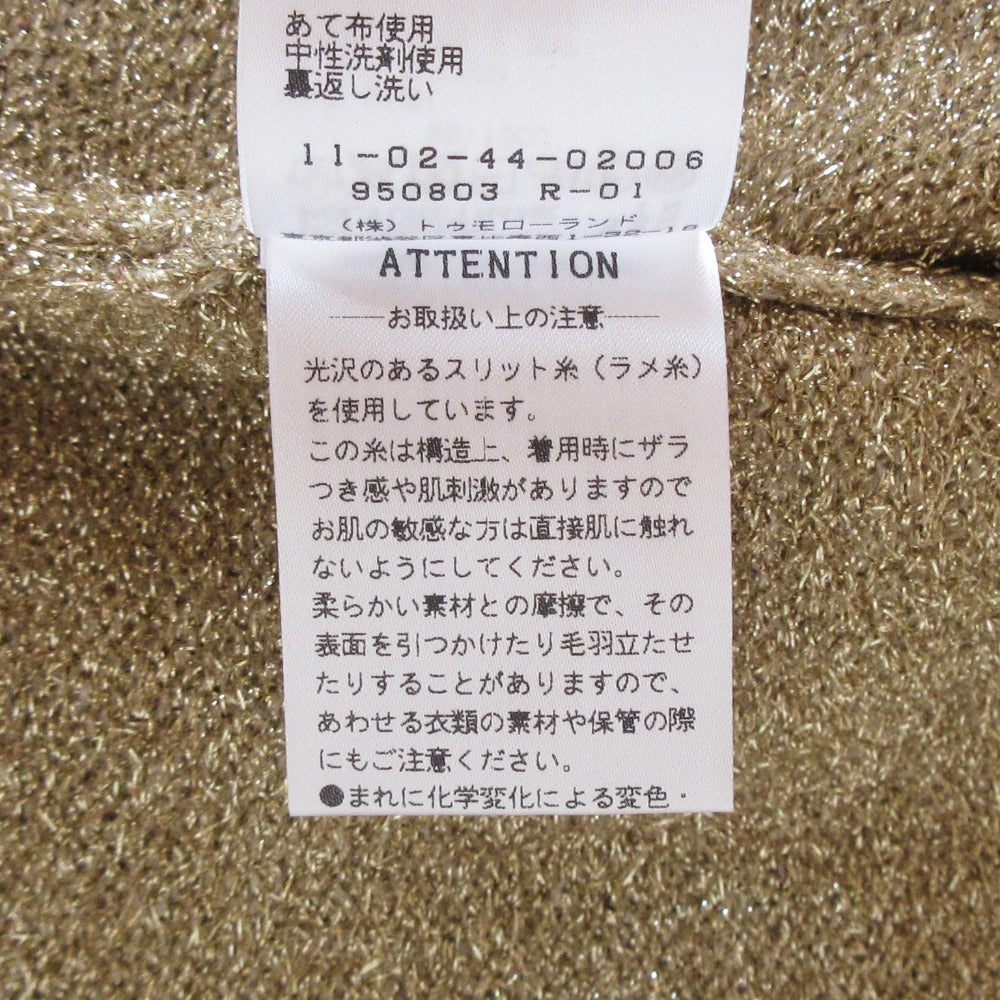 あて布使用
中性洗剤使用
裏返し洗い
11-02-44-02006
950803 R-01
(株)トゥモローランド
ATTENTION
お取扱い上の注意
光沢のあるスリット糸(ラメ糸)
を使用しています。
この糸は構造上、着用時にザラ
つき感や肌刺激がありますので
お肌の敏感な方は直接肌に触れ
ないようにしてください。
柔らかい素材との摩擦で、その
表面を引つかけたり毛羽立たせ
たりすることがありますので、
あわせる衣類の素材や保管の際
にもご注意ください。
●まれに化学変化による変色・